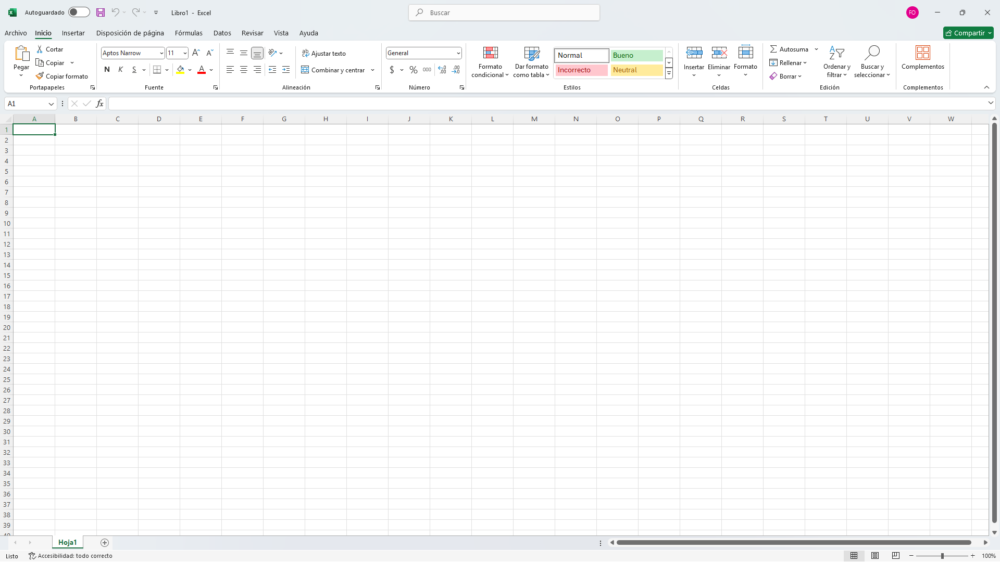 Autoguardado Libro1 - Excel Buscar FO
Archivo Inicio Insertar Disposición de página Fórmulas Datos Revisar Vista Ayuda Compartir
Pegar Cortar
Copiar
Copiar formato
Portapapeles
Aptos Narrow 11
N K S
Fuente
Ajustar texto
Combinar y centrar
Alineación
General
$ % 000
Número
Formato condicional
Dar formato como tabla
Normal Bueno
Incorrecto Neutral
Estilos
Insertar Eliminar Formato
Celdas
Autosuma
Rellenar
Borrar
Ordenar y filtrar
Buscar y seleccionar
Edición
Complementos
Complementos
A1 fx
A B C D E F G H I J K L M N O P Q R S T U V W
1
2
3
4
5
6
7
8
9
10
11
12
13
14
15
16
17
18
19
20
21
22
23
24
25
26
27
28
29
30
31
32
33
34
35
36
37
38
39
40
Hoja1
Listo Accesibilidad: todo correcto 100%